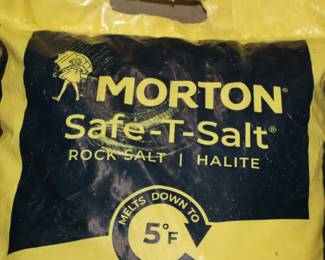 MORTON®
Safe-T-Salt®
ROCK SALT | HALITE
MELTS DOWN TO
5°F